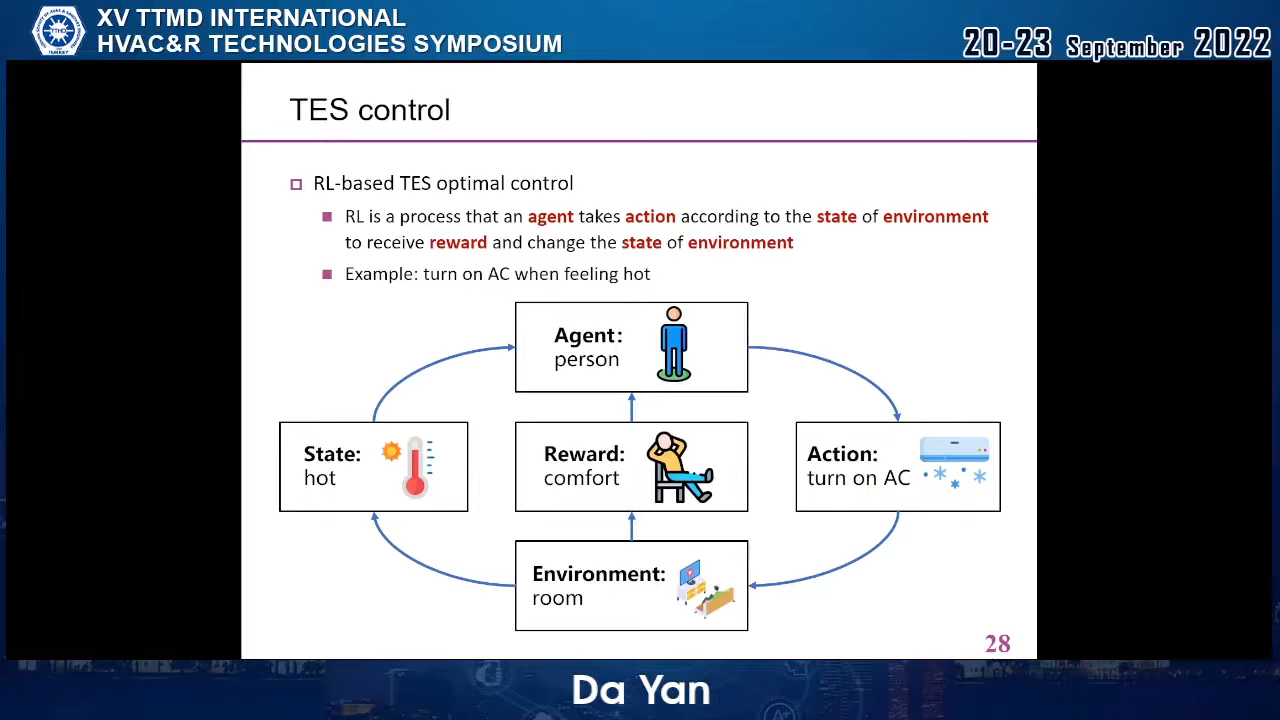 XV TTMD INTERNATIONAL
HVAC&R TECHNOLOGIES SYMPOSIUM
20-23 September 2022
TES control
RL-based TES optimal control
RL is a process that an agent takes action according to the state of environment
to receive reward and change the state of environment
Example: turn on AC when feeling hot
Agent:
person
State:
hot
Reward:
comfort
Action:
turn on AC
Environment:
room
28
Da Yan